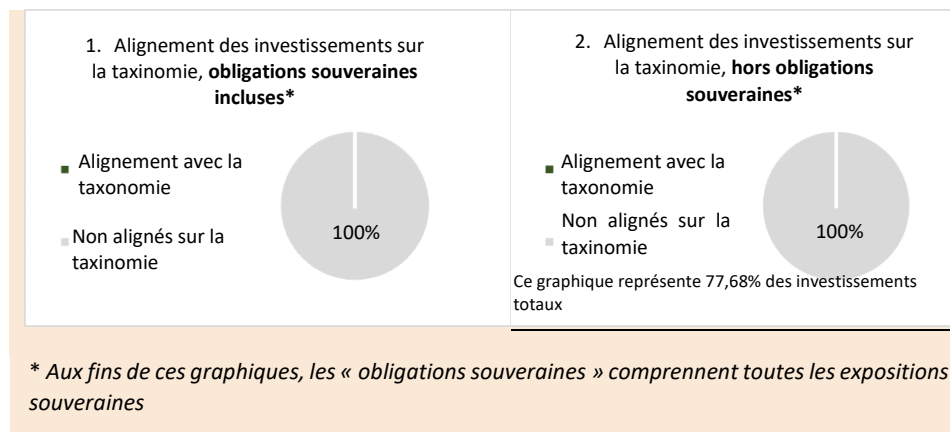 1. Alignement des investissements sur
la taxinomie, obligations souveraines
incluses*
Alignement avec la
taxonomie
Non alignés sur la
taxinomie
100%
2. Alignement des investissements sur
la taxinomie, hors obligations
souveraines*
Alignement avec la
taxonomie
Non alignés sur la
taxinomie
100%
Ce graphique représente 77,68% des investissements
totaux
* Aux fins de ces graphiques, les « obligations souveraines » comprennent toutes les expositions
souveraines